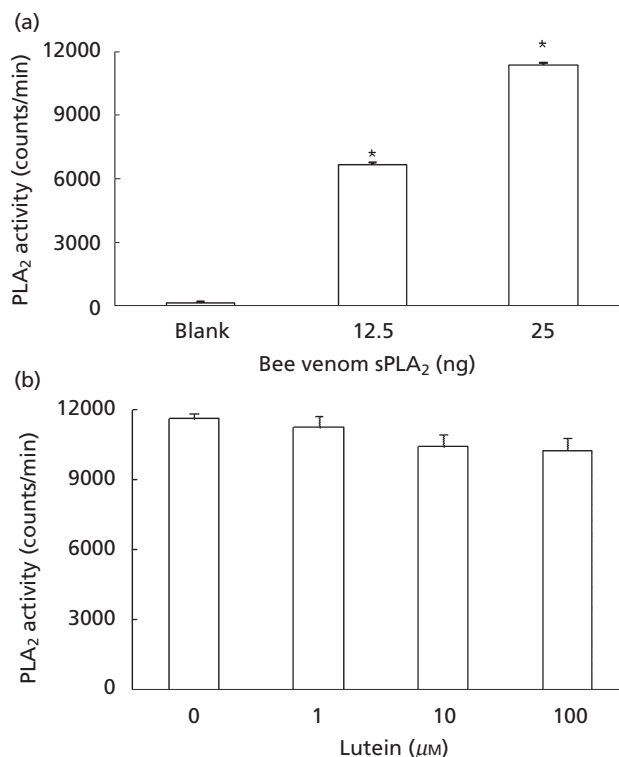 (a)
12000
9000
6000
3000
0
PLA₂ activity (counts/min)
*
*
Blank 12.5 25
Bee venom sPLA₂ (ng)
(b)
12000
9000
6000
3000
0
PLA₂ activity (counts/min)
0 1 10 100
Lutein (μM)